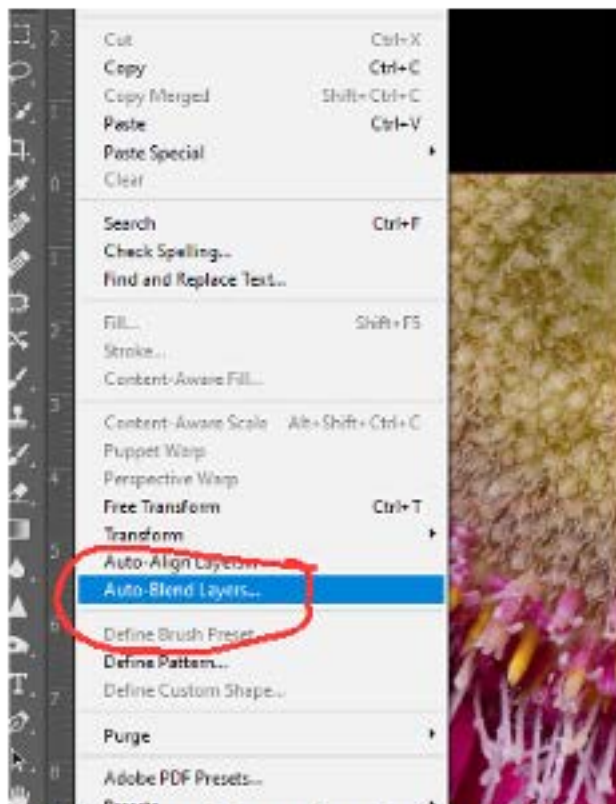 Cut Ctrl+X
Copy Ctrl+C
Copy Merged Shift+Ctrl+C
Paste Ctrl+V
Paste Special
Clear
Search Ctrl+F
Check Spelling...
Find and Replace Text...
Fill... Shift+F5
Stroke...
Content-Aware Fill...
Content-Aware Scale Alt+Shift+Ctrl+C
Puppet Warp
Perspective Warp
Free Transform Ctrl+T
Transform
Auto-Align Layers...
Auto-Blend Layers...
Define Brush Preset...
Define Pattern...
Define Custom Shape...
Purge
Adobe PDF Presets...